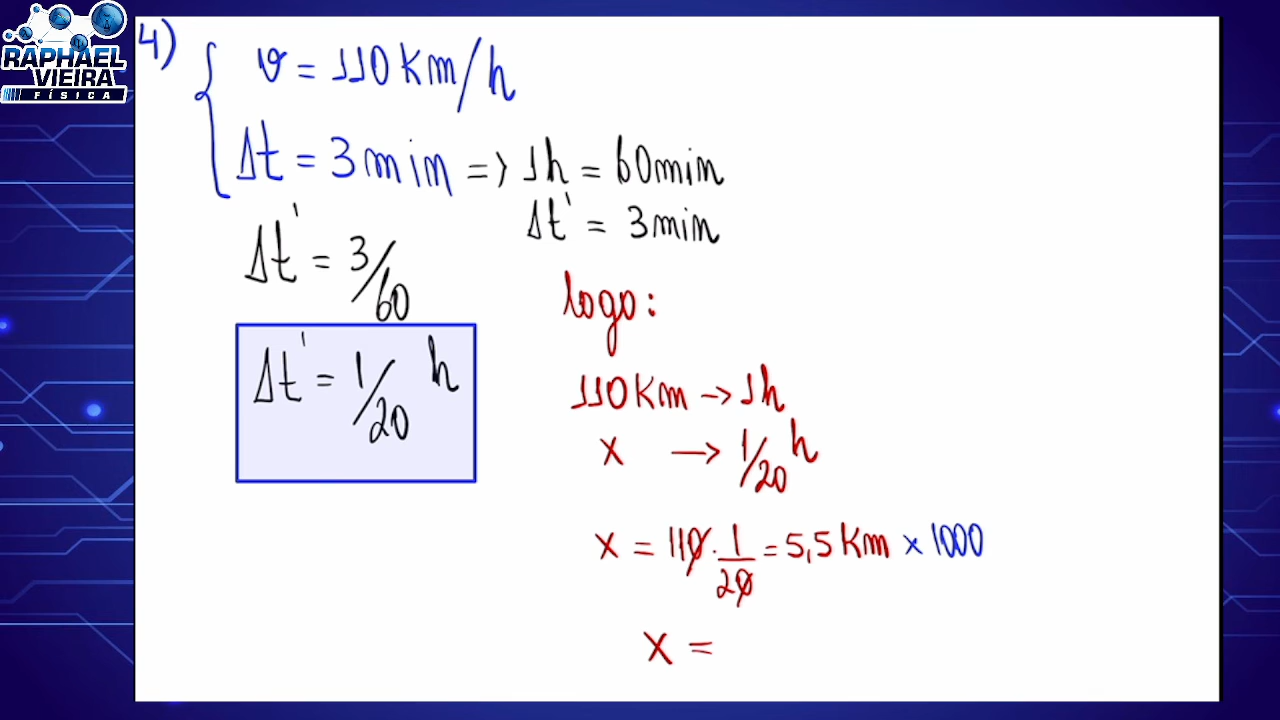 RAPHAEL
VIEIRA
FÍSICA
4)
v = 110 km/h
Δt = 3 min => 1h = 60min
Δt' = 3min
Δt' = 3/60
Δt' = 1/20 h
logo:
110 km -> 1h
x -> 1/20 h
x = 110 . 1/20 = 5,5 km × 1000
x =